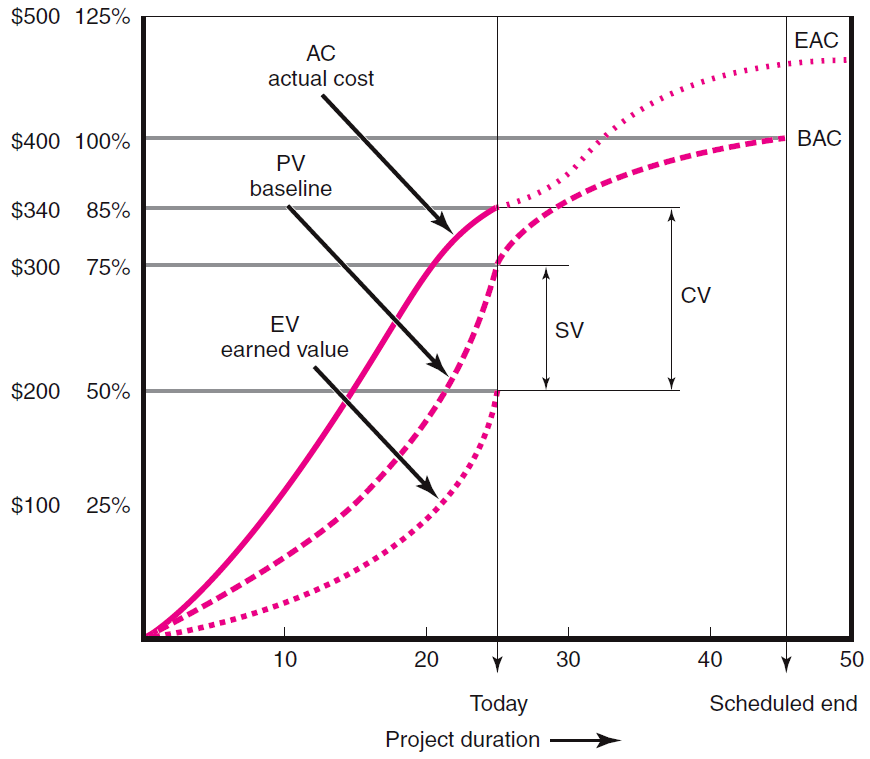 $500 125%
EAC
AC
actual cost
$400 100%
BAC
PV
baseline
$340 85%
$300 75%
CV
SV
EV
earned value
$200 50%
$100 25%
10 20 30 40 50
Today
Scheduled end
Project duration